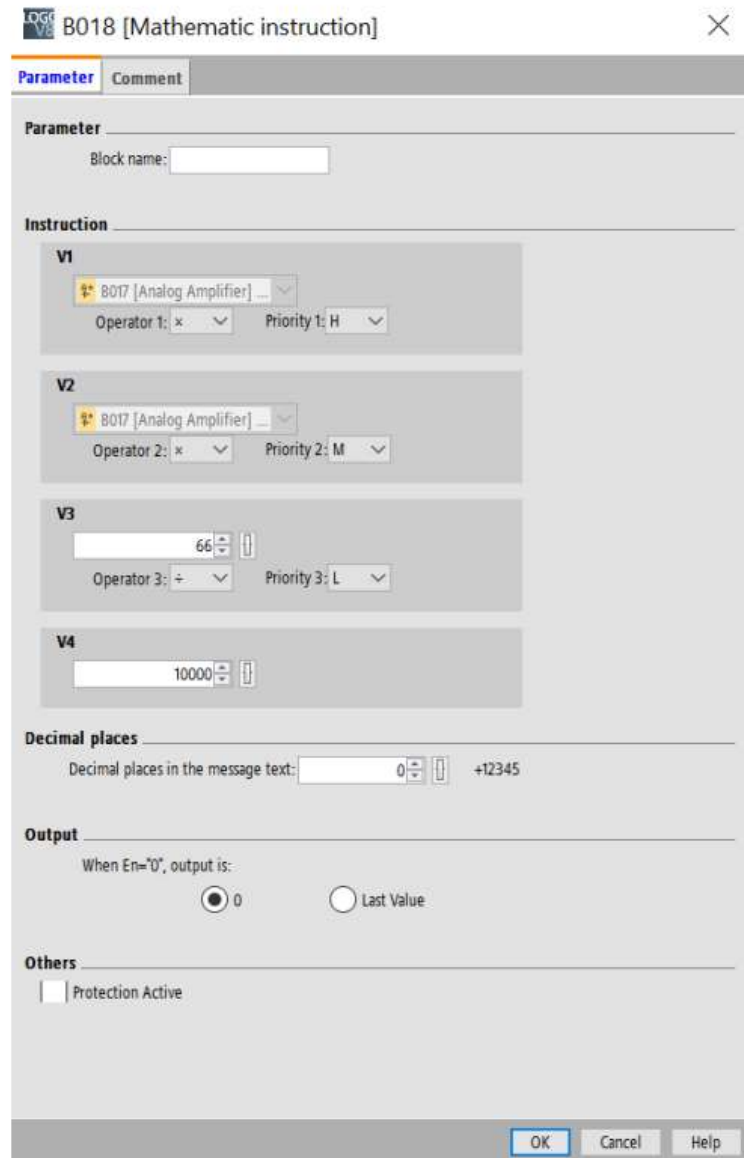 LOGO V8 B018 [Mathematic instruction]
Parameter Comment
Parameter
Block name:
Instruction
V1
B017 [Analog Amplifier] ...
Operator 1: × Priority 1: H
V2
B017 [Analog Amplifier] ...
Operator 2: × Priority 2: M
V3
66
Operator 3: ÷ Priority 3: L
V4
10000
Decimal places
Decimal places in the message text: 0 +12345
Output
When En="0", output is:
0 Last Value
Others
Protection Active
OK Cancel Help